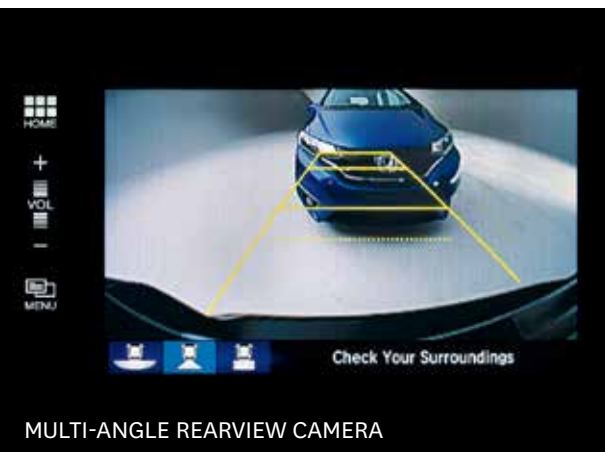 HOME
+
VOL
−
MENU
Check Your Surroundings
MULTI-ANGLE REARVIEW CAMERA